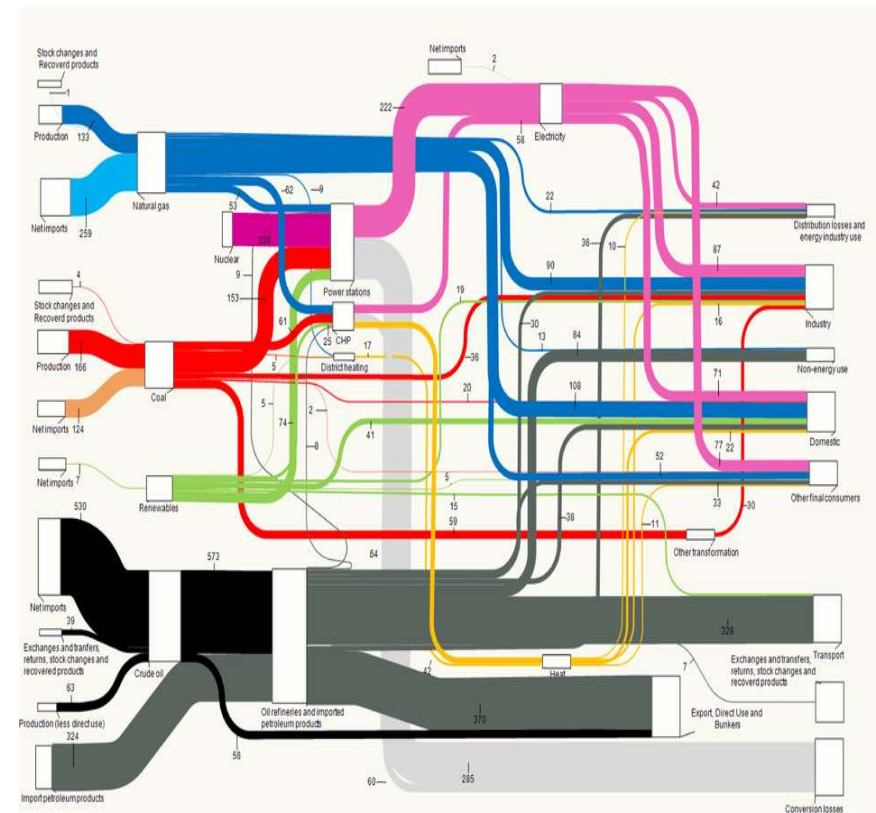 Stock changes and
Recoverd products
1
Production
133
Net imports
259
Natural gas
Net imports
2
222
58
Electricity
62
9
53
228
Nuclear
9
153
Power stations
22
42
Distribution losses and
energy industry use
36
10
90
87
16
Industry
4
Stock changes and
Recoverd products
Production
166
Net imports
124
Coal
61
25
CHP
17
District heating
5
5
74
2
8
19
36
30
13
84
Non-energy use
20
108
71
22
Domestic
41
Net imports
7
Renewables
5
15
52
77
33
Other final consumers
59
38
11
30
Other transformation
530
Net imports
573
64
39
Exchanges and tranfers,
returns, stock changes and
recovered products
Crude oil
63
Production (less direct use)
324
Import petroleum products
58
Oil refineries and imported
petroleum products
42
Heat
329
Transport
7
Exchanges and transfers,
returns, stock changes and
recoverd products
370
Export, Direct Use and
Bunkers
60
285
Conversion losses